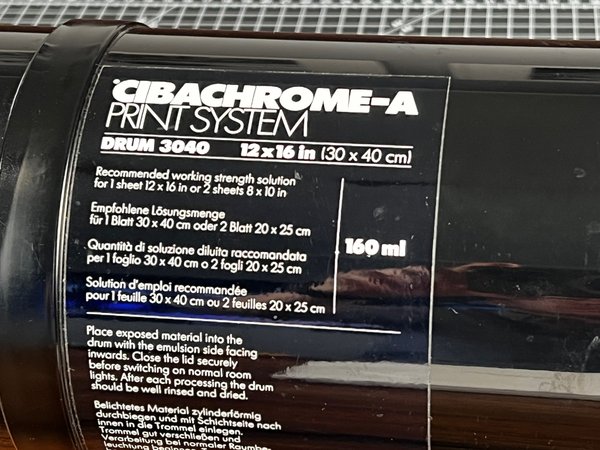 CIBACHROME-A
PRINT SYSTEM
DRUM 3040 12 x 16 in (30 x 40 cm)
Recommended working strength solution
for 1 sheet 12 x 16 in or 2 sheets 8 x 10 in
Empfohlene Lösungsmenge
für 1 Blatt 30 x 40 cm oder 2 Blatt 20 x 25 cm
160 ml
Quantità di soluzione diluita raccomandata
per 1 foglio 30 x 40 cm o 2 fogli 20 x 25 cm
Solution d'emploi recommandée
pour 1 feuille 30 x 40 cm ou 2 feuilles 20 x 25 cm
Place exposed material into the
drum with the emulsion side facing
inwards. Close the lid securely
before switching on normal room
lights. After each processing the drum
should be well rinsed and dried.
Belichtetes Material zylinderförmig
durchbiegen und mit Schichtseite nach
innen in die Trommel einlegen.
Trommel gut verschließen und
Verarbeitung bei normaler Raumbe-
leuchtung